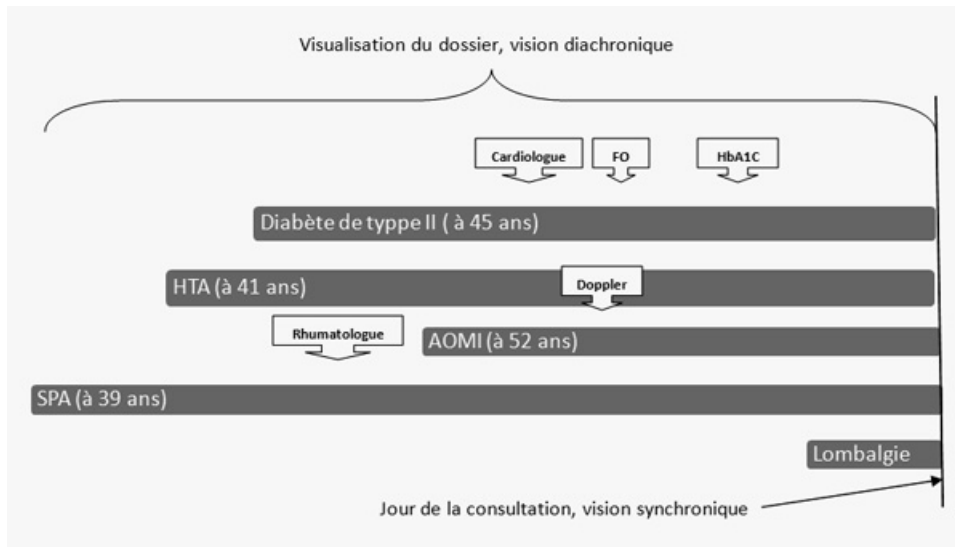 Visualisation du dossier, vision diachronique
Cardiologue
FO
HbA1C
Diabète de typpe II ( à 45 ans)
HTA (à 41 ans)
Doppler
Rhumatologue
AOMI (à 52 ans)
SPA (à 39 ans)
Lombalgie
Jour de la consultation, vision synchronique